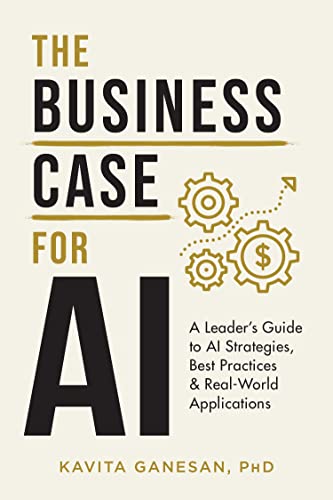 THE
BUSINESS
CASE
FOR
AI
$
A Leader's Guide
to AI Strategies,
Best Practices
& Real-World
Applications
KAVITA GANESAN, PHD